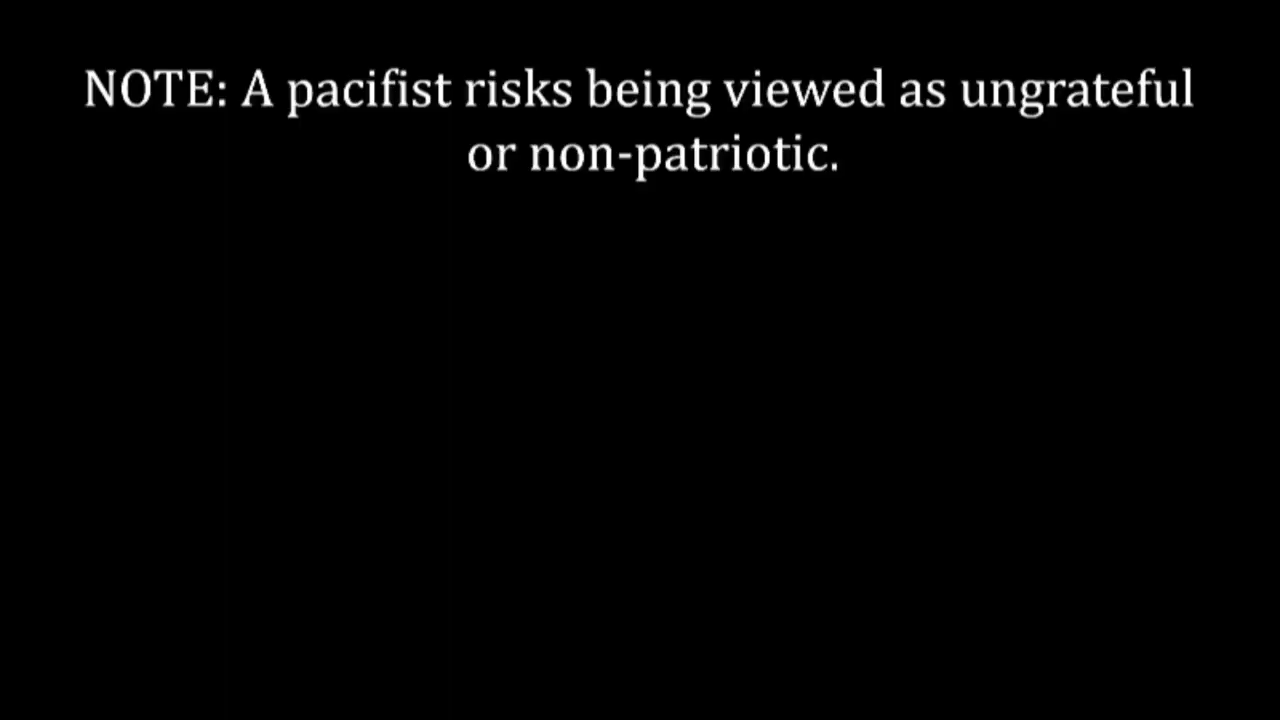 NOTE: A pacifist risks being viewed as ungrateful
or non-patriotic.